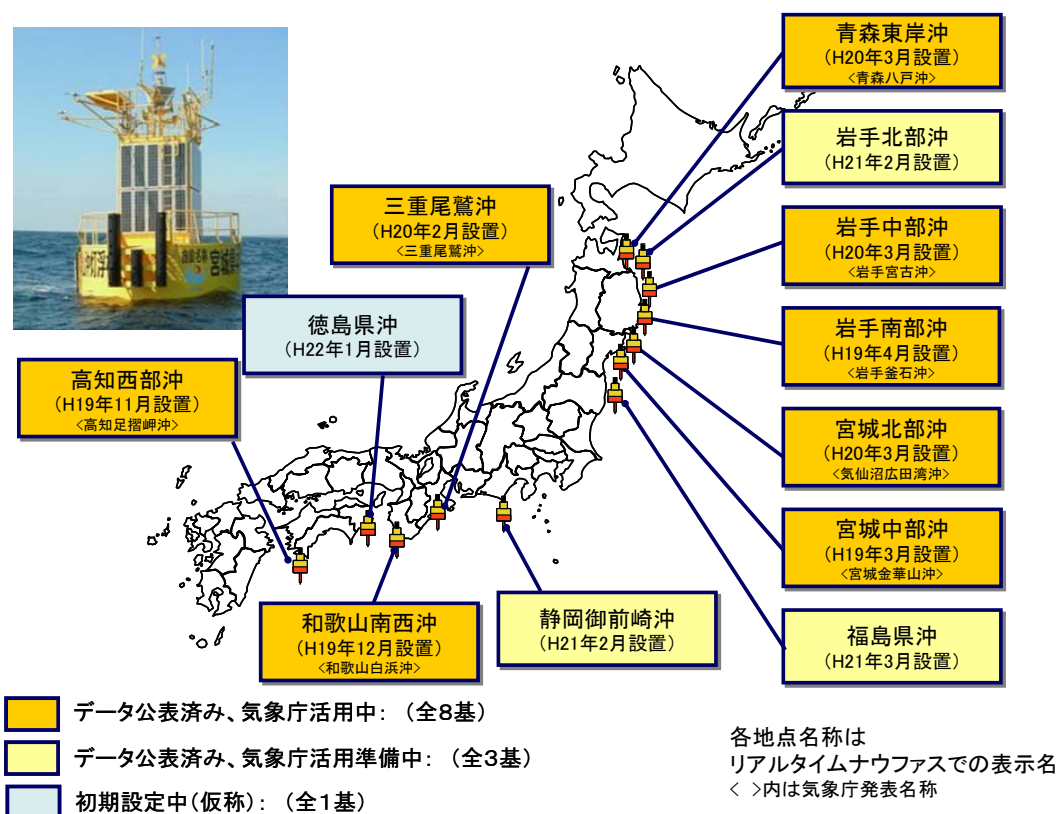 青森東岸沖
(H20年3月設置)
<青森八戸沖>
岩手北部沖
(H21年2月設置)
三重尾鷲沖
(H20年2月設置)
<三重尾鷲沖>
岩手中部沖
(H20年3月設置)
<岩手宮古沖>
徳島県沖
(H22年1月設置)
岩手南部沖
(H19年4月設置)
<岩手釜石沖>
高知西部沖
(H19年11月設置)
<高知足摺岬沖>
宮城北部沖
(H20年3月設置)
<気仙沼広田湾沖>
宮城中部沖
(H19年3月設置)
<宮城金華山沖>
和歌山南西沖
(H19年12月設置)
<和歌山白浜沖>
静岡御前崎沖
(H21年2月設置)
福島県沖
(H21年3月設置)
データ公表済み、気象庁活用中: (全8基)
データ公表済み、気象庁活用準備中: (全3基)
初期設定中(仮称): (全1基)
各地点名称は
リアルタイムナウファスでの表示名
< >内は気象庁発表名称